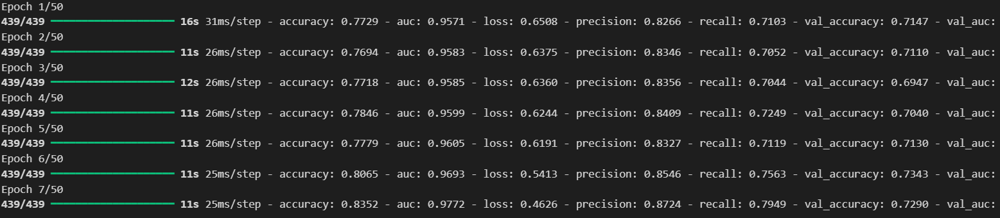 Epoch 1/50
439/439 ━━━━━━━━━━━━━━━━━━━━ 16s 31ms/step - accuracy: 0.7729 - auc: 0.9571 - loss: 0.6508 - precision: 0.8266 - recall: 0.7103 - val_accuracy: 0.7147 - val_auc:
Epoch 2/50
439/439 ━━━━━━━━━━━━━━━━━━━━ 11s 26ms/step - accuracy: 0.7694 - auc: 0.9583 - loss: 0.6375 - precision: 0.8346 - recall: 0.7052 - val_accuracy: 0.7110 - val_auc:
Epoch 3/50
439/439 ━━━━━━━━━━━━━━━━━━━━ 12s 26ms/step - accuracy: 0.7718 - auc: 0.9585 - loss: 0.6360 - precision: 0.8356 - recall: 0.7044 - val_accuracy: 0.6947 - val_auc:
Epoch 4/50
439/439 ━━━━━━━━━━━━━━━━━━━━ 11s 26ms/step - accuracy: 0.7846 - auc: 0.9599 - loss: 0.6244 - precision: 0.8409 - recall: 0.7249 - val_accuracy: 0.7040 - val_auc:
Epoch 5/50
439/439 ━━━━━━━━━━━━━━━━━━━━ 11s 26ms/step - accuracy: 0.7779 - auc: 0.9605 - loss: 0.6191 - precision: 0.8327 - recall: 0.7119 - val_accuracy: 0.7130 - val_auc:
Epoch 6/50
439/439 ━━━━━━━━━━━━━━━━━━━━ 11s 25ms/step - accuracy: 0.8065 - auc: 0.9693 - loss: 0.5413 - precision: 0.8546 - recall: 0.7563 - val_accuracy: 0.7343 - val_auc:
Epoch 7/50
439/439 ━━━━━━━━━━━━━━━━━━━━ 11s 25ms/step - accuracy: 0.8352 - auc: 0.9772 - loss: 0.4626 - precision: 0.8724 - recall: 0.7949 - val_accuracy: 0.7290 - val_auc: